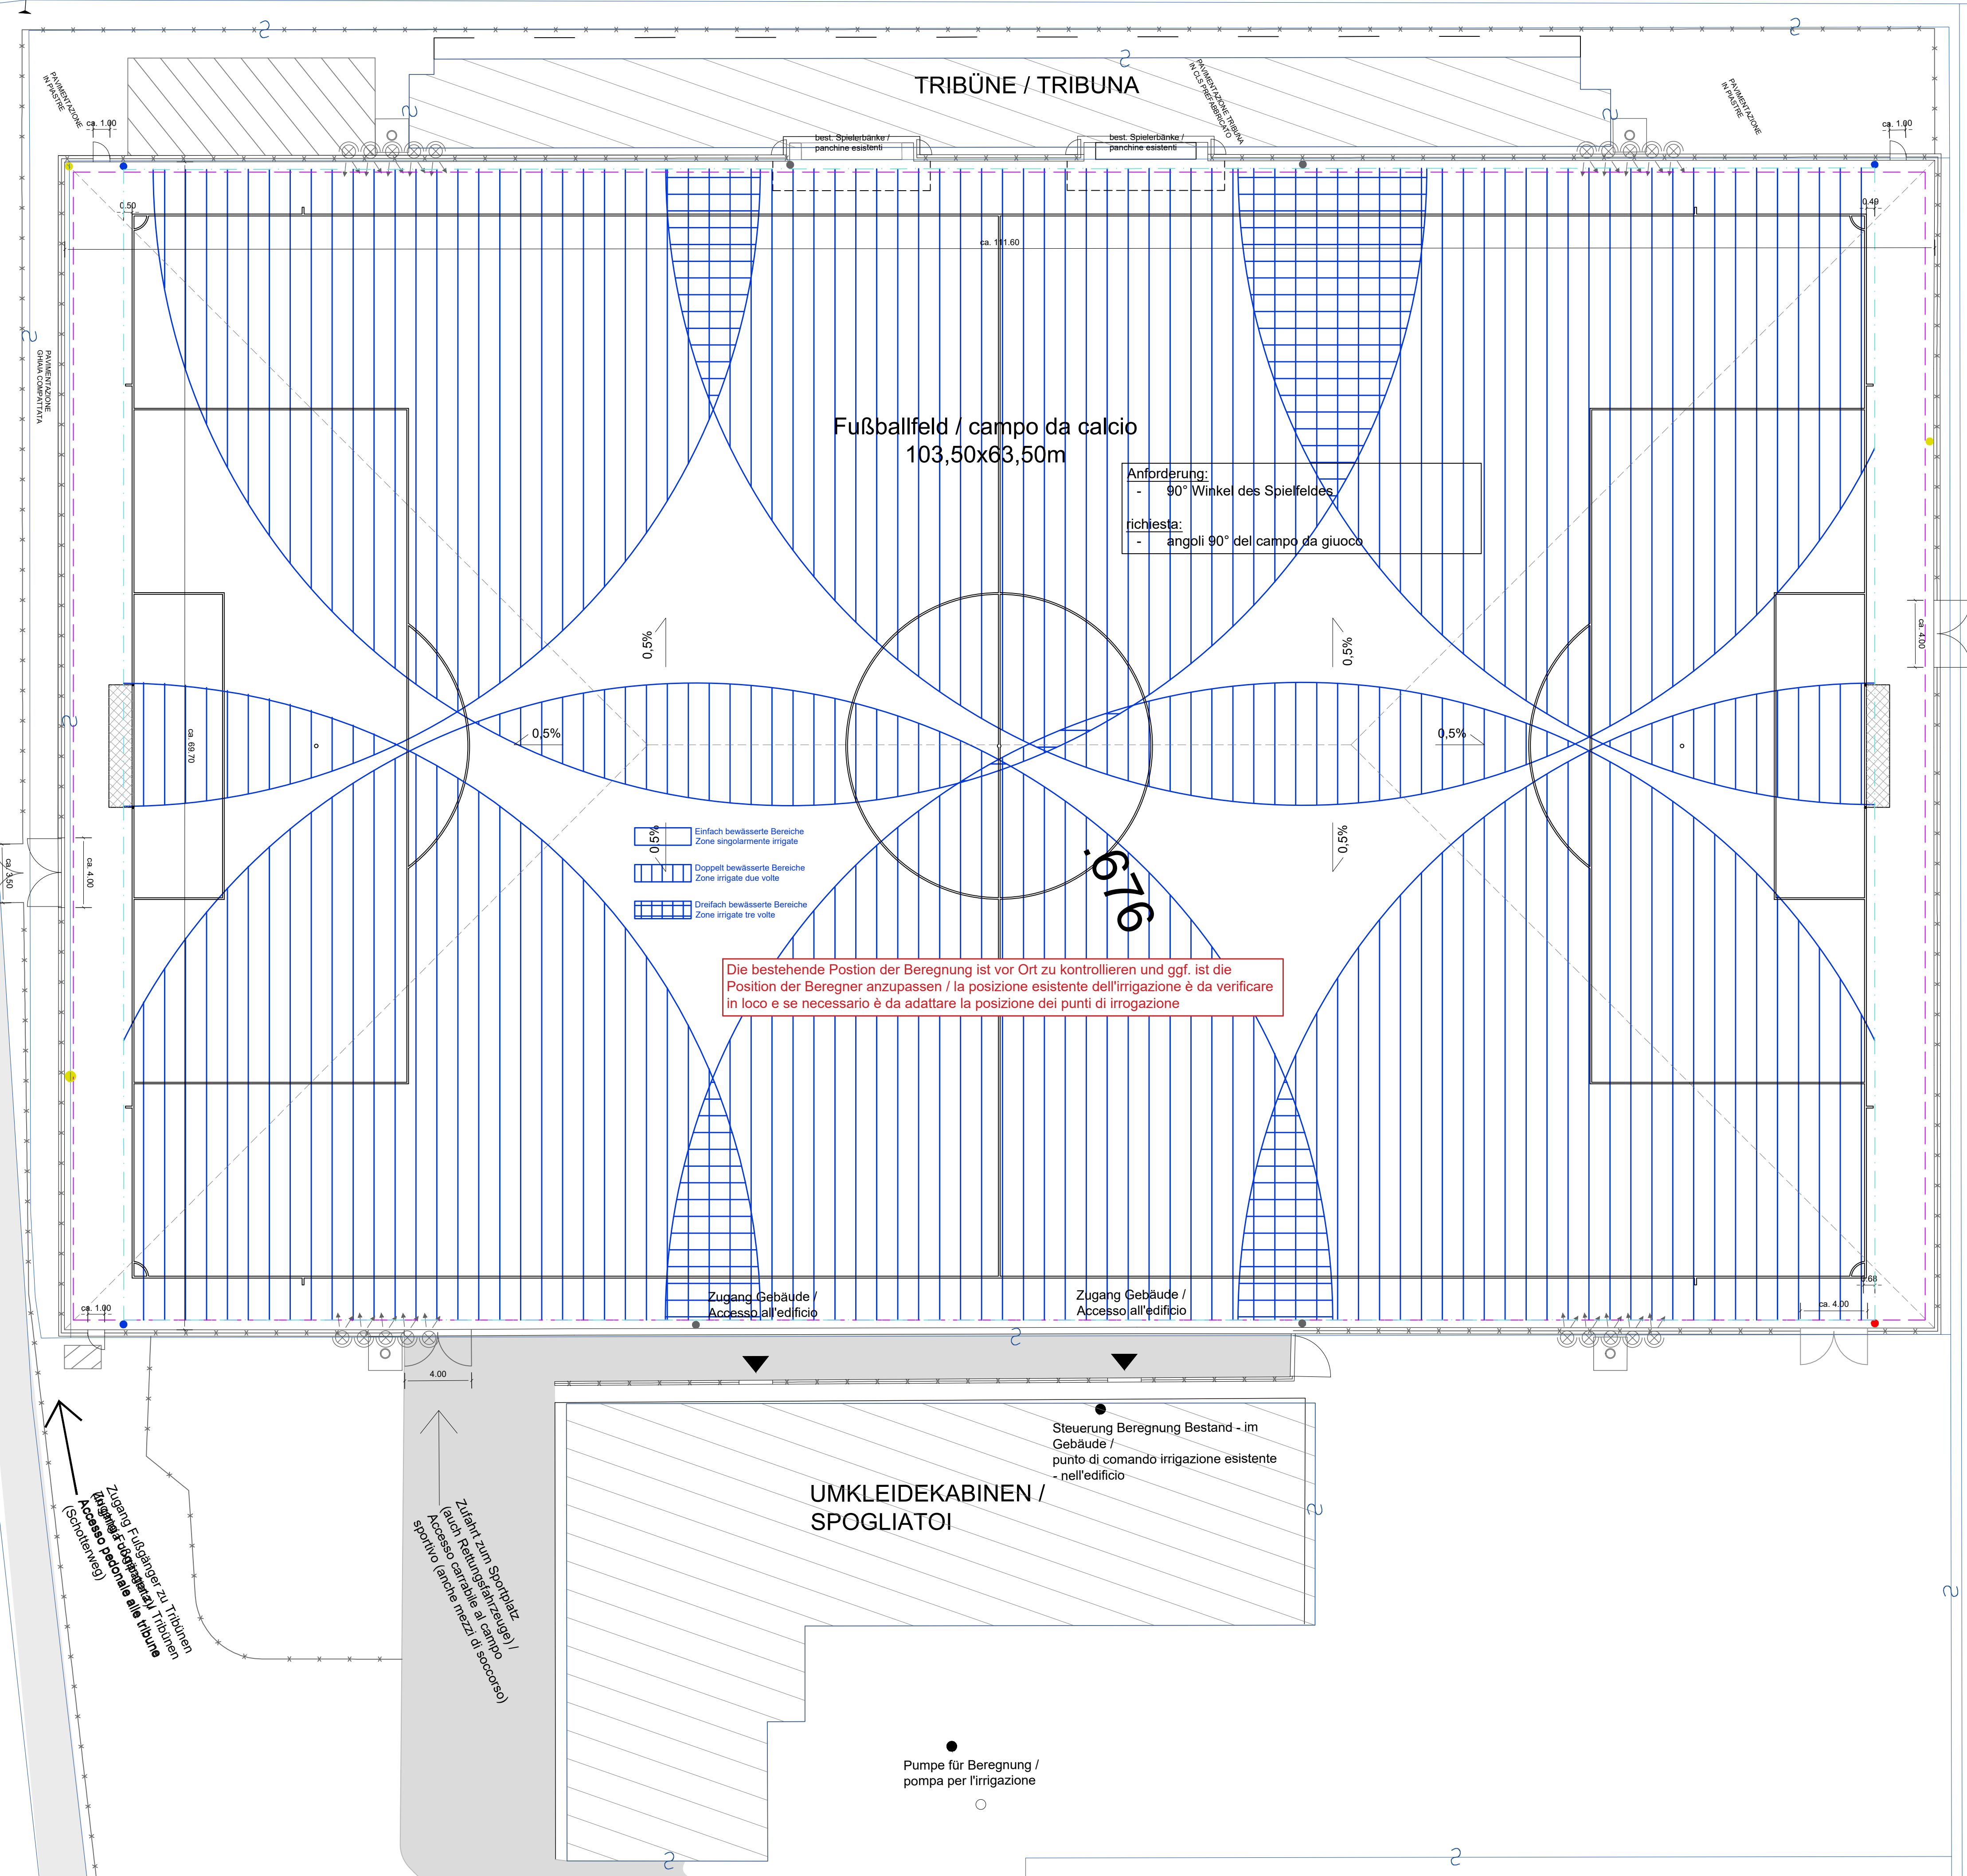 TRIBÜNE / TRIBUNA
PAVIMENTAZIONE
IN PIASTRE
PAVIMENTAZIONE TRIBUNA
IN CLS PREFABBRICATO
PAVIMENTAZIONE
IN PIASTRE
ca. 1.00
best. Spielerbänke /
panchine esistenti
best. Spielerbänke /
panchine esistenti
ca. 1.00
0.50
0.49
ca. 111.60
PAVIMENTAZIONE
GHIAIA COMPATTATA
Fußballfeld / campo da calcio
103,50x63,50m
Anforderung:
- 90° Winkel des Spielfeldes
richiesta:
- angoli 90° del campo da giuoco
0,5%
0,5%
ca. 4.00
ca. 69.70
0,5%
0,5%
0,5%
0,5%
Einfach bewässerte Bereiche
Zone singolarmente irrigate
Doppelt bewässerte Bereiche
Zone irrigate due volte
Dreifach bewässerte Bereiche
Zone irrigate tre volte
ca. 3.50
ca. 4.00
.676
Die bestehende Postion der Beregnung ist vor Ort zu kontrollieren und ggf. ist die
Position der Beregner anzupassen / la posizione esistente dell'irrigazione è da verificare
in loco e se necessario è da adattare la posizione dei punti di irrogazione
Zugang Gebäude /
Accesso all'edificio
Zugang Gebäude /
Accesso all'edificio
ca. 1.00
ca. 4.00
4.00
Steuerung Beregnung Bestand - im
Gebäude /
punto di comando irrigazione esistente
- nell'edificio
UMKLEIDEKABINEN /
SPOGLIATOI
Zufahrt zum Sportplatz
(auch Rettungsfahrzeuge) /
Accesso carrabile al campo
sportivo (anche mezzi di soccorso)
Zugang Fußgänger zu Tribünen
Accesso pedonale alle tribune
(Schotterweg)
Pumpe für Beregnung /
pompa per l'irrigazione